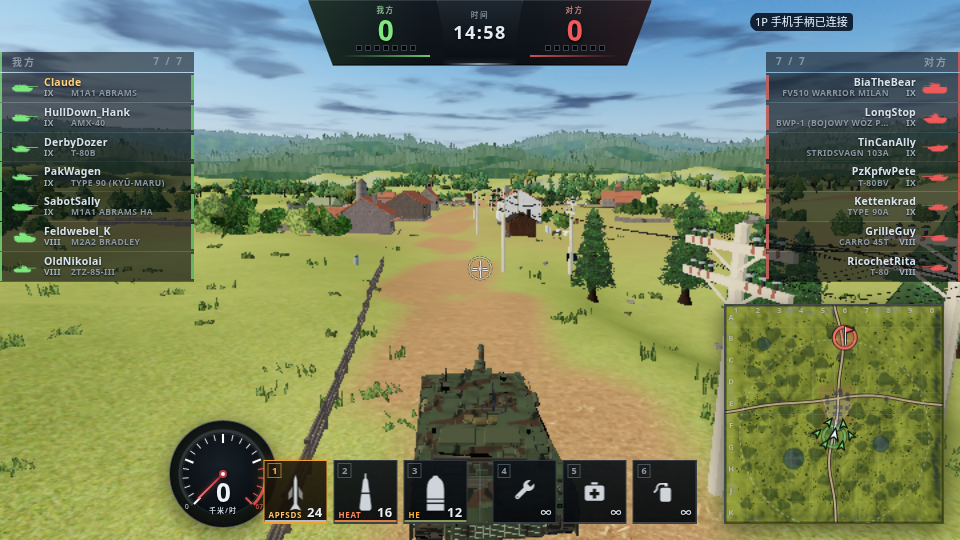 我方
0
时间
14:58
对方
0
1P 手机手柄已连接
我方 7 / 7
Claude
IX M1A1 ABRAMS
HullDown_Hank
IX AMX-40
DerbyDozer
IX T-80B
PakWagen
IX TYPE 90 (KYŪ-MARU)
SabotSally
IX M1A1 ABRAMS HA
Feldwebel_K
VIII M2A2 BRADLEY
OldNikolai
VIII ZTZ-85-III
7 / 7 对方
BiaTheBear
FV510 WARRIOR MILAN IX
LongStop
BWP-1 (BOJOWY WOZ P... IX
TinCanAlly
STRIDSVAGN 103A IX
PzKpfwPete
T-80BV IX
Kettenkrad
TYPE 90A IX
GrilleGuy
CARRO 45T VIII
RicochetRita
T-80 VIII
0
千米/时
0
67
1
APFSDS 24
2
HEAT 16
3
HE 12
4
∞
5
∞
6
∞